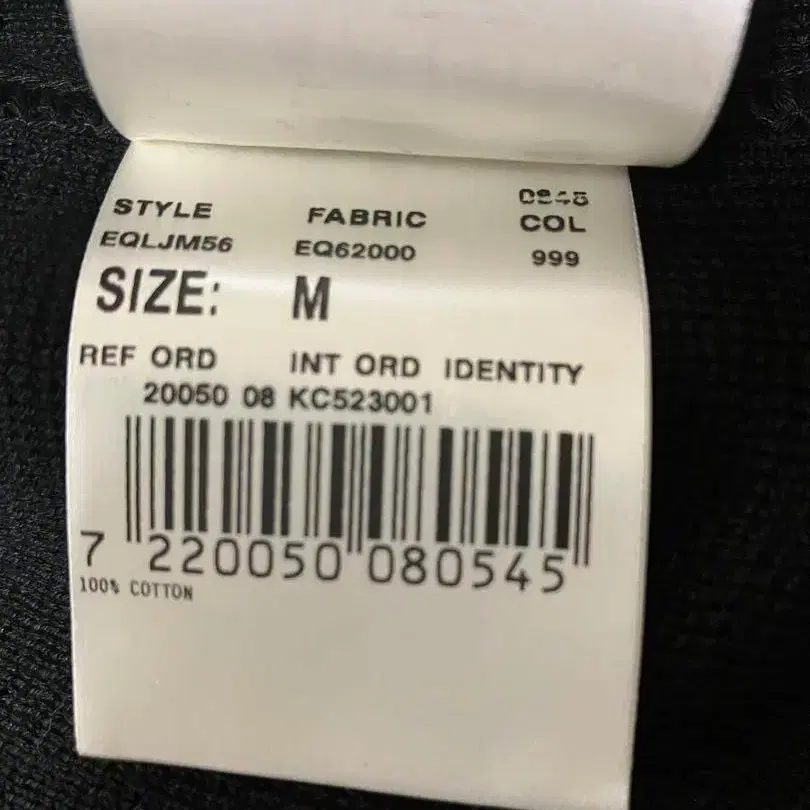 STYLE FABRIC COL
EQLJM56 EQ62000 999
SIZE: M
REF ORD INT ORD IDENTITY
20050 08 KC523001
7 220050 080545
100% COTTON